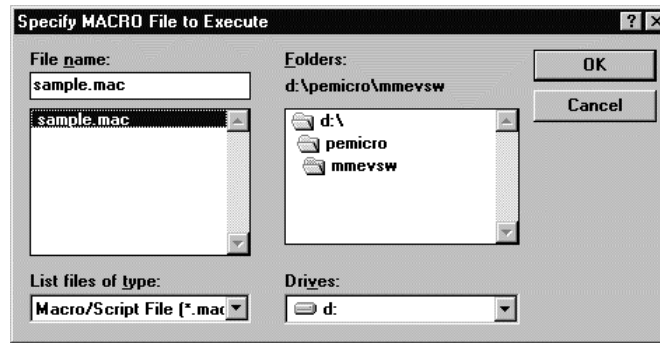 Specify MACRO File to Execute
File name:
sample.mac
sample.mac
List files of type:
Macro/Script File (*.mac
Folders:
d:\pemicro\mmevsw
d:\
pemicro
mmevsw
Drives:
d:
OK
Cancel